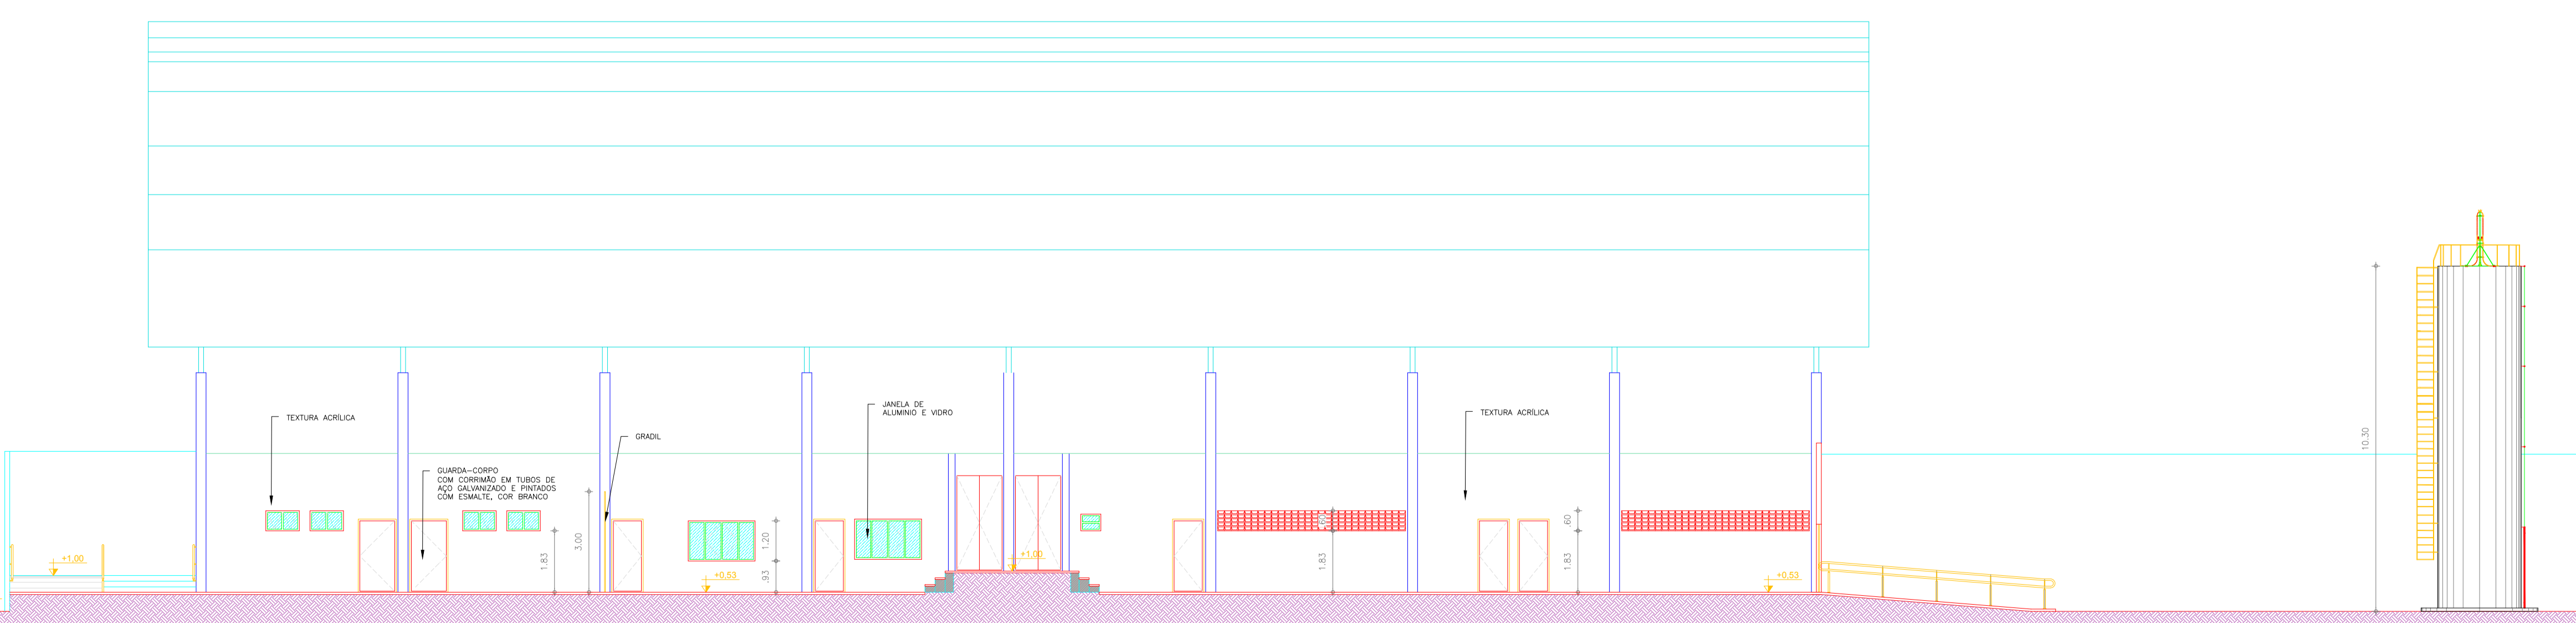 TEXTURA ACRÍLICA
JANELA DE
ALUMINIO E VIDRO
TEXTURA ACRÍLICA
GRADIL
10.30
GUARDA-CORPO
COM CORRIMÃO EM TUBOS DE
AÇO GALVANIZADO E PINTADOS
COM ESMALTE, COR BRANCO
+1,00
1.83
3.00
+0,53
1.20
.93
+1,00
.60
1.83
.60
1.83
+0,53